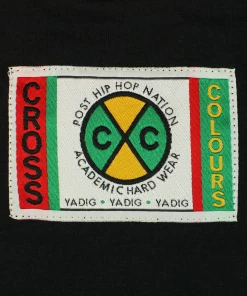 CROSS
POST HIP HOP NATION
C C
ACADEMIC HARD WEAR
YADIG · YADIG · YADIG
COLOURS